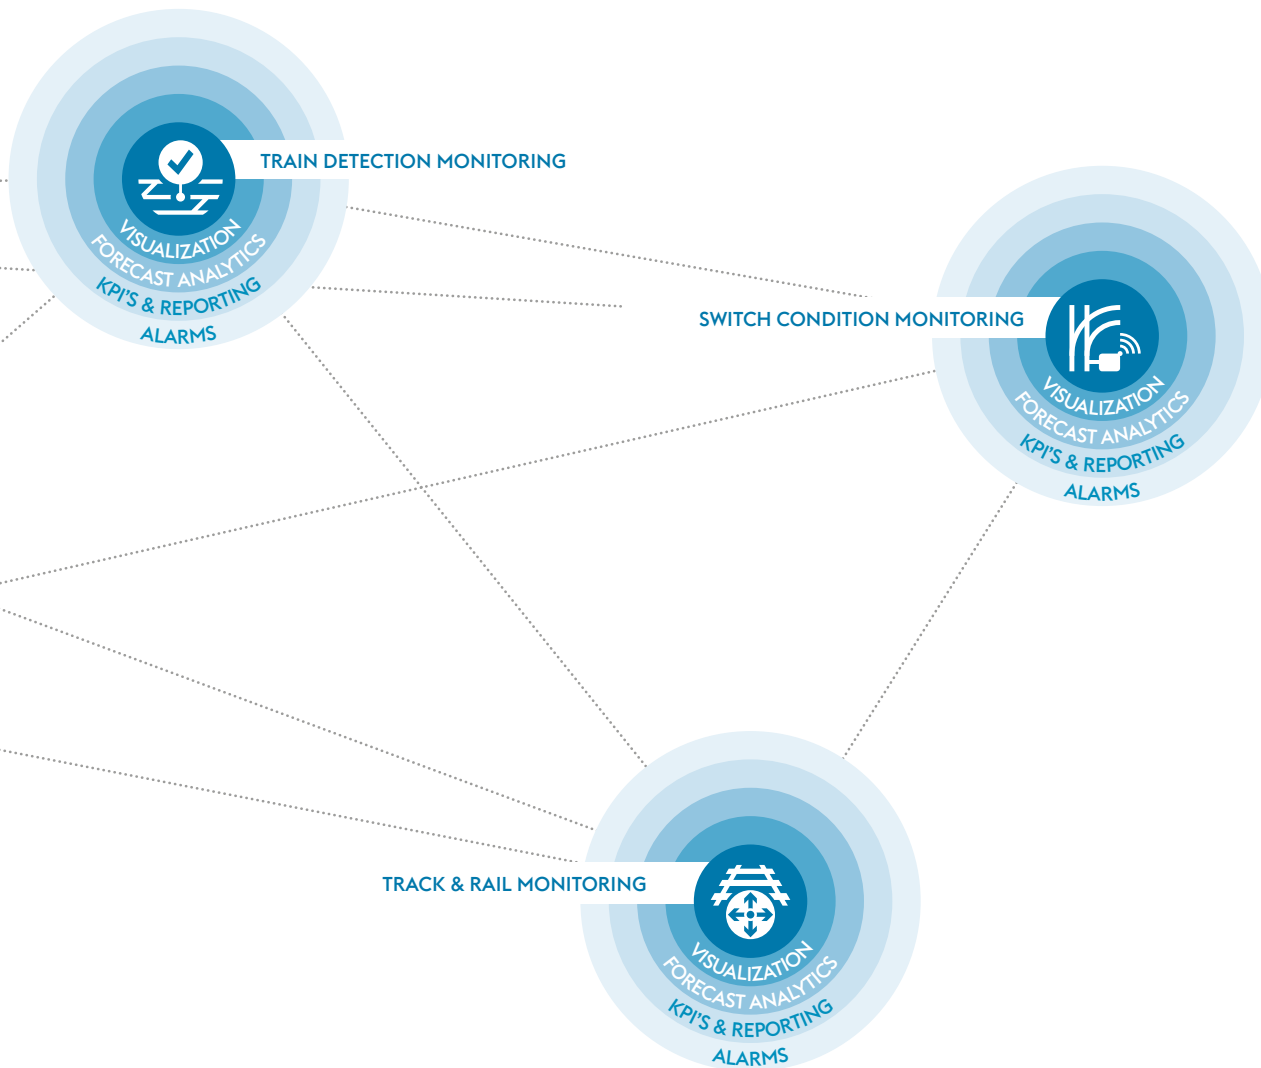 TRAIN DETECTION MONITORING
VISUALIZATION
FORECAST ANALYTICS
KPI'S & REPORTING
ALARMS
SWITCH CONDITION MONITORING
VISUALIZATION
FORECAST ANALYTICS
KPI'S & REPORTING
ALARMS
TRACK & RAIL MONITORING
VISUALIZATION
FORECAST ANALYTICS
KPI'S & REPORTING
ALARMS